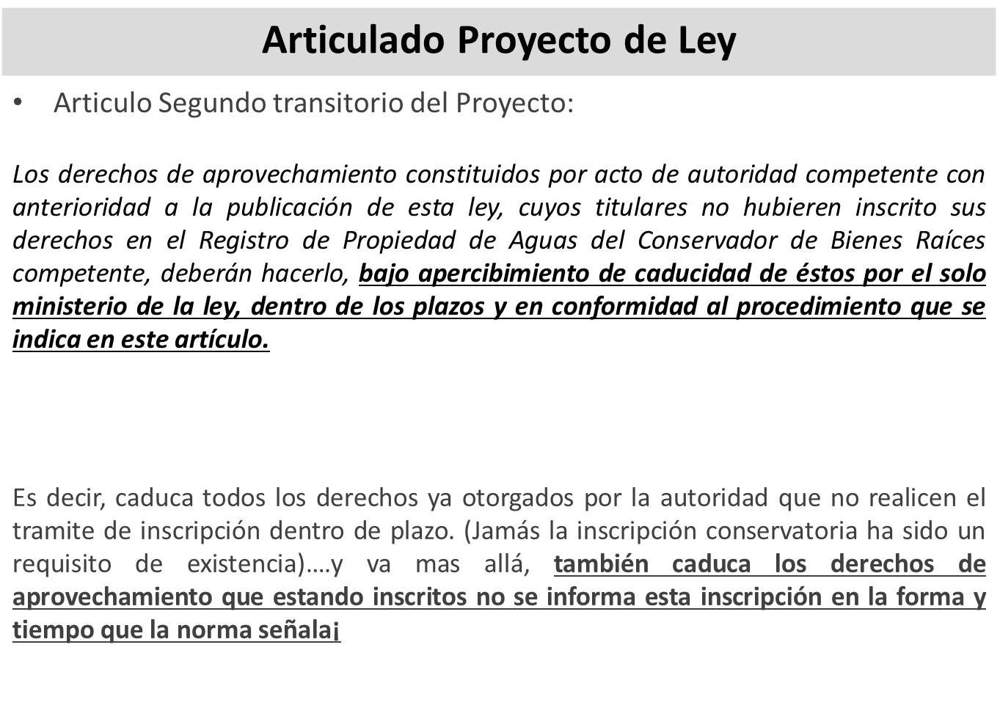 Articulado Proyecto de Ley
• Articulo Segundo transitorio del Proyecto:
Los derechos de aprovechamiento constituidos por acto de autoridad competente con
anterioridad a la publicación de esta ley, cuyos titulares no hubieren inscrito sus
derechos en el Registro de Propiedad de Aguas del Conservador de Bienes Raíces
competente, deberán hacerlo, bajo apercibimiento de caducidad de éstos por el solo
ministerio de la ley, dentro de los plazos y en conformidad al procedimiento que se
indica en este artículo.
Es decir, caduca todos los derechos ya otorgados por la autoridad que no realicen el
tramite de inscripción dentro de plazo. (Jamás la inscripción conservatoria ha sido un
requisito de existencia)….y va mas allá, también caduca los derechos de
aprovechamiento que estando inscritos no se informa esta inscripción en la forma y
tiempo que la norma señala¡